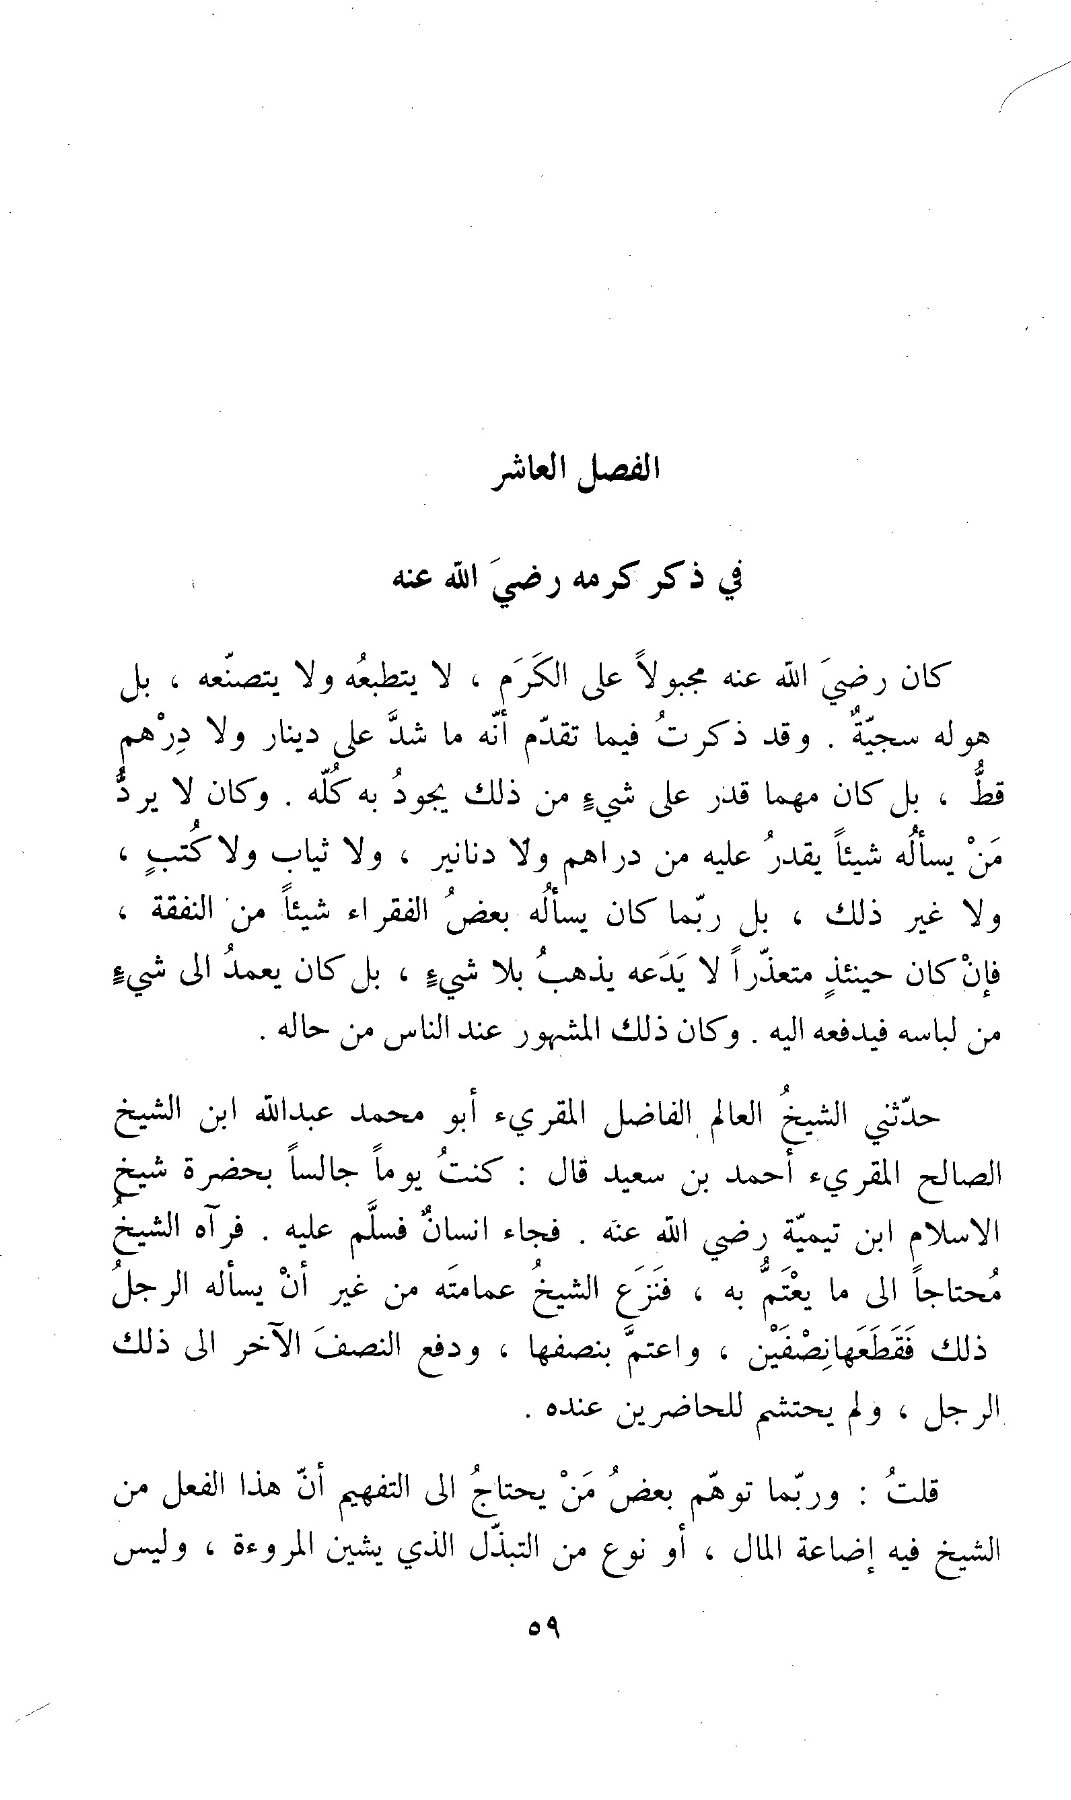 الفصل العاشر
في ذكر كرمه رضيَ الله عنه
كان رضيَ الله عنه مجبولاً على الكَرَم ، لا يتطبعُه ولا يتصنّعه ، بل
هوله سجيّةٌ . وقد ذكرتُ فيما تقدّم أنّه ما شدَّ على دينار ولا دِرْهمٍ
قطُّ ، بل كان مهما قدر على شيءٍ من ذلك يجودُ به كُلّه . وكان لا يردُّ
مَنْ يسألُه شيئاً يقدرُ عليه من دراهم ولا دنانير ، ولا ثياب ولا كُتبٍ ،
ولا غير ذلك ، بل ربّما كان يسألُه بعضُ الفقراء شيئاً من النفقة ،
فإنْ كان حينئذٍ متعذّراً لا يَدَعه يذهبُ بلا شيءٍ ، بل كان يعمدُ الى شيءٍ
من لباسه فيدفعه اليه . وكان ذلك المشهور عند الناس من حاله .
حدّثني الشيخُ العالم الفاضل المقريء أبو محمد عبدالله ابن الشيخ
الصالح المقريء أحمد بن سعيد قال : كنتُ يوماً جالساً بحضرة شيخ
الاسلام ابن تيميّة رضي الله عنه . فجاء انسانٌ فسلَّم عليه . فرآه الشيخُ
مُحتاجاً الى ما يعْتَمُّ به ، فَنَزَع الشيخُ عمامتَه من غير أنْ يسأله الرجلُ
ذلك فَقَطَعَهانِصْفَيْن ، واعتمَّ بنصفها ، ودفع النصفَ الآخر الى ذلك
الرجل ، ولم يحتشم للحاضرين عنده .
قلتُ : وربّما توهّم بعضُ مَنْ يحتاجُ الى التفهيم أنّ هذا الفعل من
الشيخ فيه إضاعة المال ، أو نوع من التبذّل الذي يشين المروءة ، وليس
٥٩